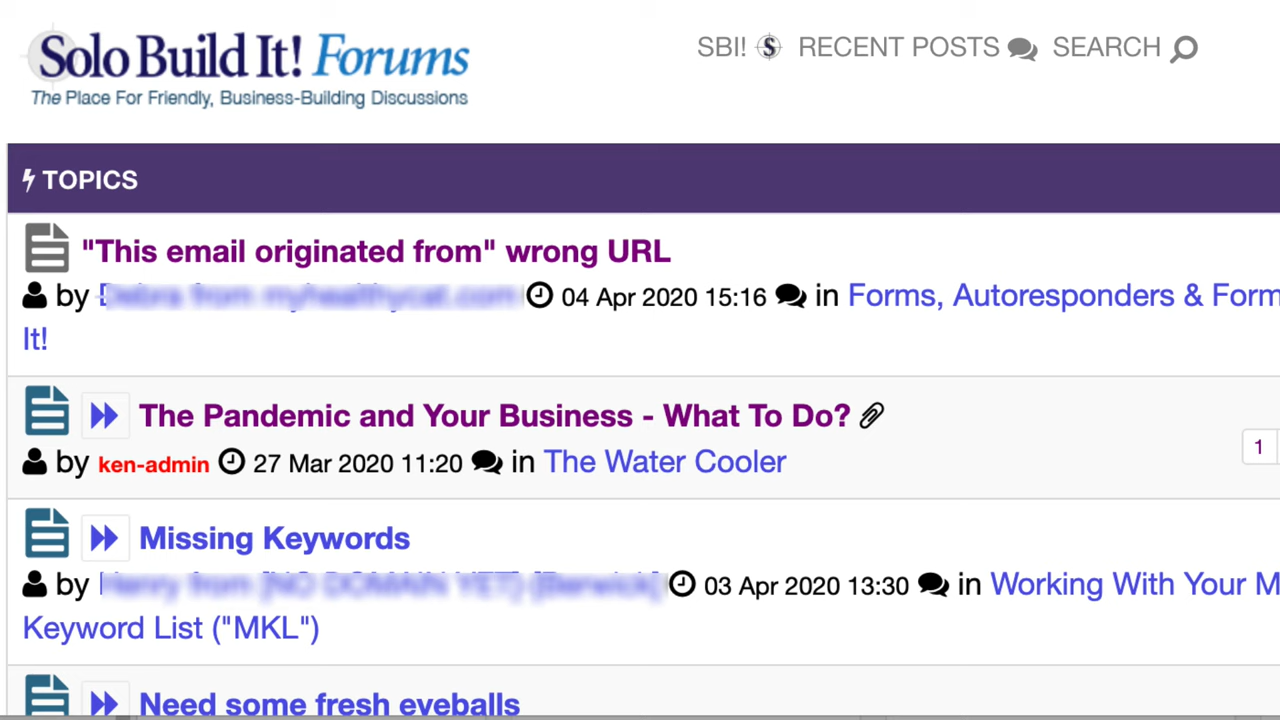 Solo Build It! Forums
The Place For Friendly, Business-Building Discussions
SBI! RECENT POSTS SEARCH
TOPICS
"This email originated from" wrong URL
by 04 Apr 2020 15:16 in Forms, Autoresponders & Form
It!
The Pandemic and Your Business - What To Do?
by ken-admin 27 Mar 2020 11:20 in The Water Cooler
1
Missing Keywords
by 03 Apr 2020 13:30 in Working With Your M
Keyword List ("MKL")
Need some fresh eyeballs